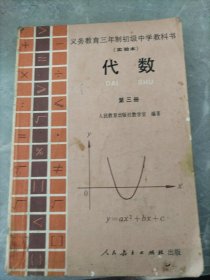 义务教育三年制初级中学教科书
(实验本)
代数
DAI SHU
第三册
人民教育出版社数学室 编著
y
0
x
y=ax²+bx+c
人民教育出版社 出版